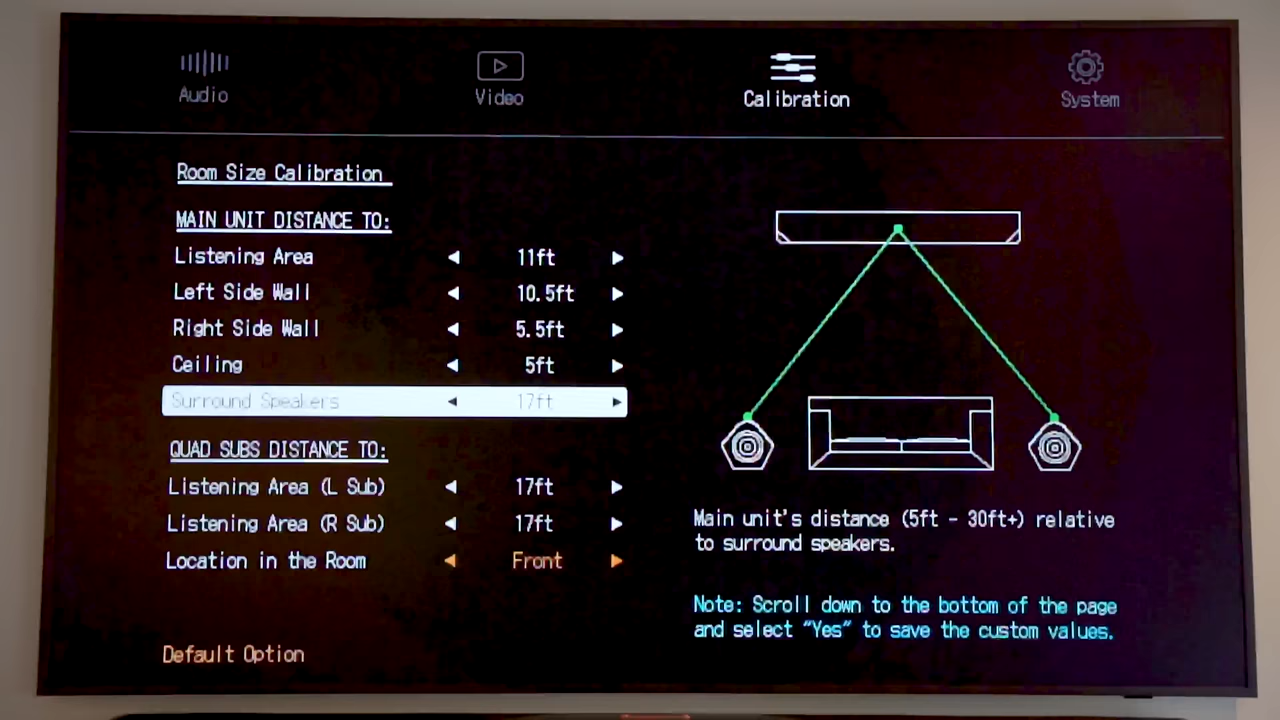 Audio
Video
Calibration
System
Room Size Calibration
MAIN UNIT DISTANCE TO:
Listening Area 11ft
Left Side Wall 10.5ft
Right Side Wall 5.5ft
Ceiling 5ft
Surround Speakers 17ft
QUAD SUBS DISTANCE TO:
Listening Area (L Sub) 17ft
Listening Area (R Sub) 17ft
Location in the Room Front
Default Option
Main unit's distance (5ft - 30ft+) relative
to surround speakers.
Note: Scroll down to the bottom of the page
and select "Yes" to save the custom values.